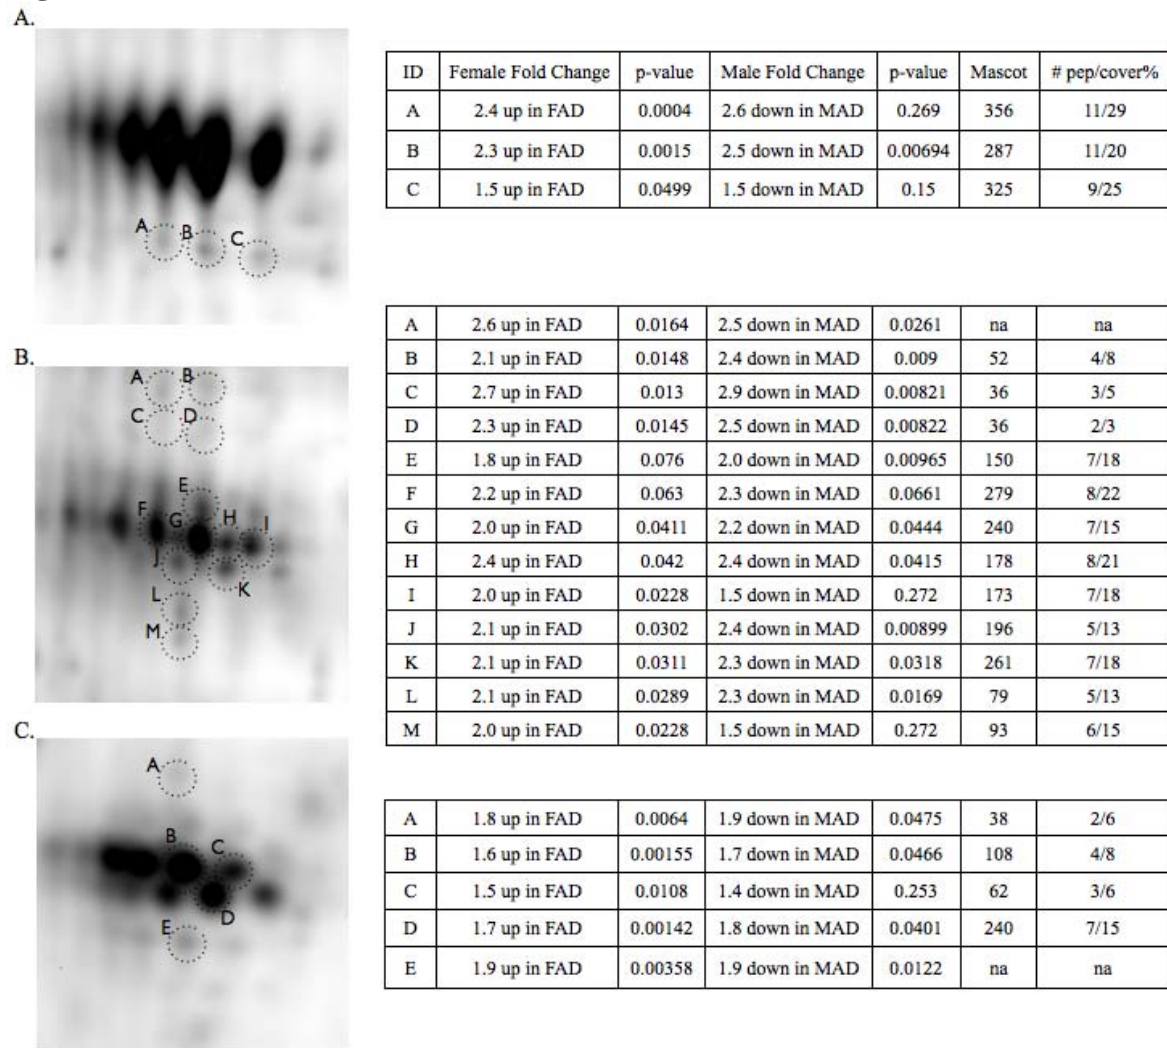 A.
A B C
ID Female Fold Change p-value Male Fold Change p-value Mascot # pep/cover%
A 2.4 up in FAD 0.0004 2.6 down in MAD 0.269 356 11/29
B 2.3 up in FAD 0.0015 2.5 down in MAD 0.00694 287 11/20
C 1.5 up in FAD 0.0499 1.5 down in MAD 0.15 325 9/25
B.
A B
C D
E
F G H I
J K
L
M
A 2.6 up in FAD 0.0164 2.5 down in MAD 0.0261 na na
B 2.1 up in FAD 0.0148 2.4 down in MAD 0.009 52 4/8
C 2.7 up in FAD 0.013 2.9 down in MAD 0.00821 36 3/5
D 2.3 up in FAD 0.0145 2.5 down in MAD 0.00822 36 2/3
E 1.8 up in FAD 0.076 2.0 down in MAD 0.00965 150 7/18
F 2.2 up in FAD 0.063 2.3 down in MAD 0.0661 279 8/22
G 2.0 up in FAD 0.0411 2.2 down in MAD 0.0444 240 7/15
H 2.4 up in FAD 0.042 2.4 down in MAD 0.0415 178 8/21
I 2.0 up in FAD 0.0228 1.5 down in MAD 0.272 173 7/18
J 2.1 up in FAD 0.0302 2.4 down in MAD 0.00899 196 5/13
K 2.1 up in FAD 0.0311 2.3 down in MAD 0.0318 261 7/18
L 2.1 up in FAD 0.0289 2.3 down in MAD 0.0169 79 5/13
M 2.0 up in FAD 0.0228 1.5 down in MAD 0.272 93 6/15
C.
A
B C
D
E
A 1.8 up in FAD 0.0064 1.9 down in MAD 0.0475 38 2/6
B 1.6 up in FAD 0.00155 1.7 down in MAD 0.0466 108 4/8
C 1.5 up in FAD 0.0108 1.4 down in MAD 0.253 62 3/6
D 1.7 up in FAD 0.00142 1.8 down in MAD 0.0401 240 7/15
E 1.9 up in FAD 0.00358 1.9 down in MAD 0.0122 na na